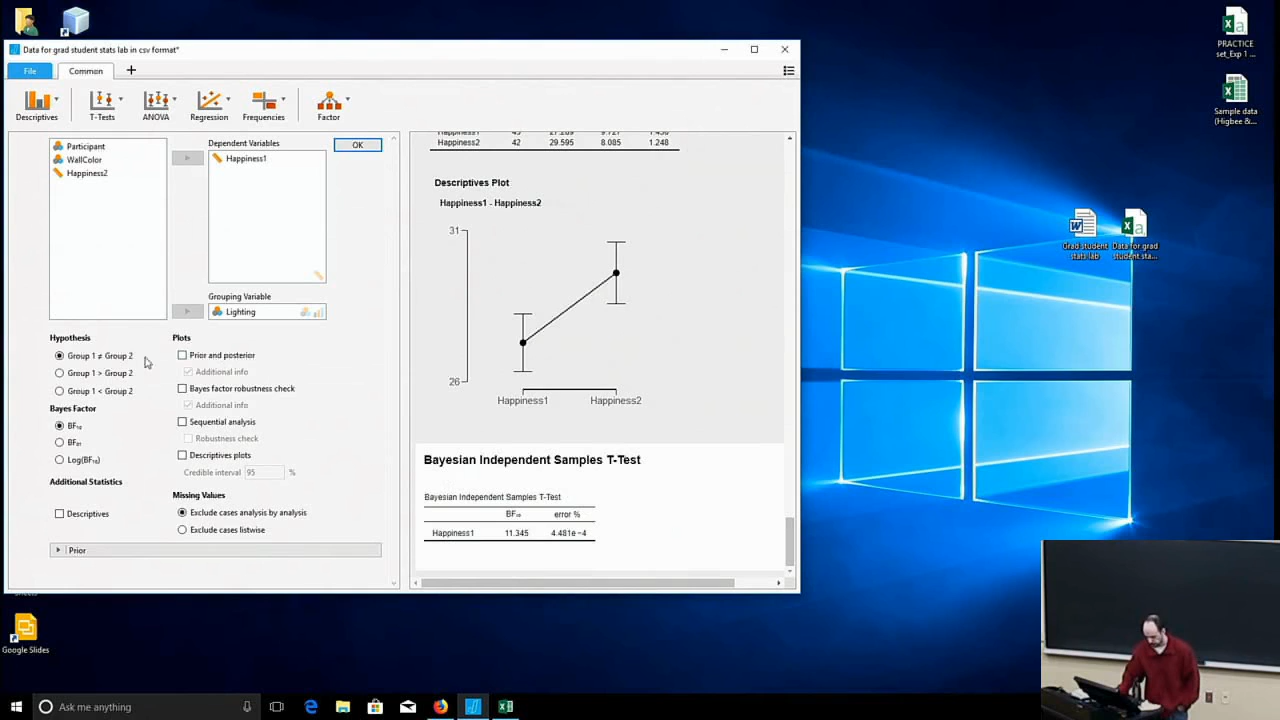 PRACTICE
set_Exp 1 ...
Sample data
(Higbee &...
Grad student
stats lab
Data for grad
student sta...
Google Slides
Data for grad student stats lab in csv format*
File
Common
+
Descriptives
T-Tests
ANOVA
Regression
Frequencies
Factor
Participant
WallColor
Happiness2
Dependent Variables
Happiness1
OK
Grouping Variable
Lighting
Hypothesis
Group 1 ≠ Group 2
Group 1 > Group 2
Group 1 < Group 2
Bayes Factor
BF₁₀
BF₀₁
Log(BF₁₀)
Additional Statistics
Descriptives
Plots
Prior and posterior
Additional info
Bayes factor robustness check
Additional info
Sequential analysis
Robustness check
Descriptives plots
Credible interval 95 %
Missing Values
Exclude cases analysis by analysis
Exclude cases listwise
Prior
Happiness1
Happiness2 42 29.595 8.085 1.248
Descriptives Plot
Happiness1 - Happiness2
31
26
Happiness1 Happiness2
Bayesian Independent Samples T-Test
Bayesian Independent Samples T-Test
BF₁₀ error %
Happiness1 11.345 4.481e −4
Ask me anything